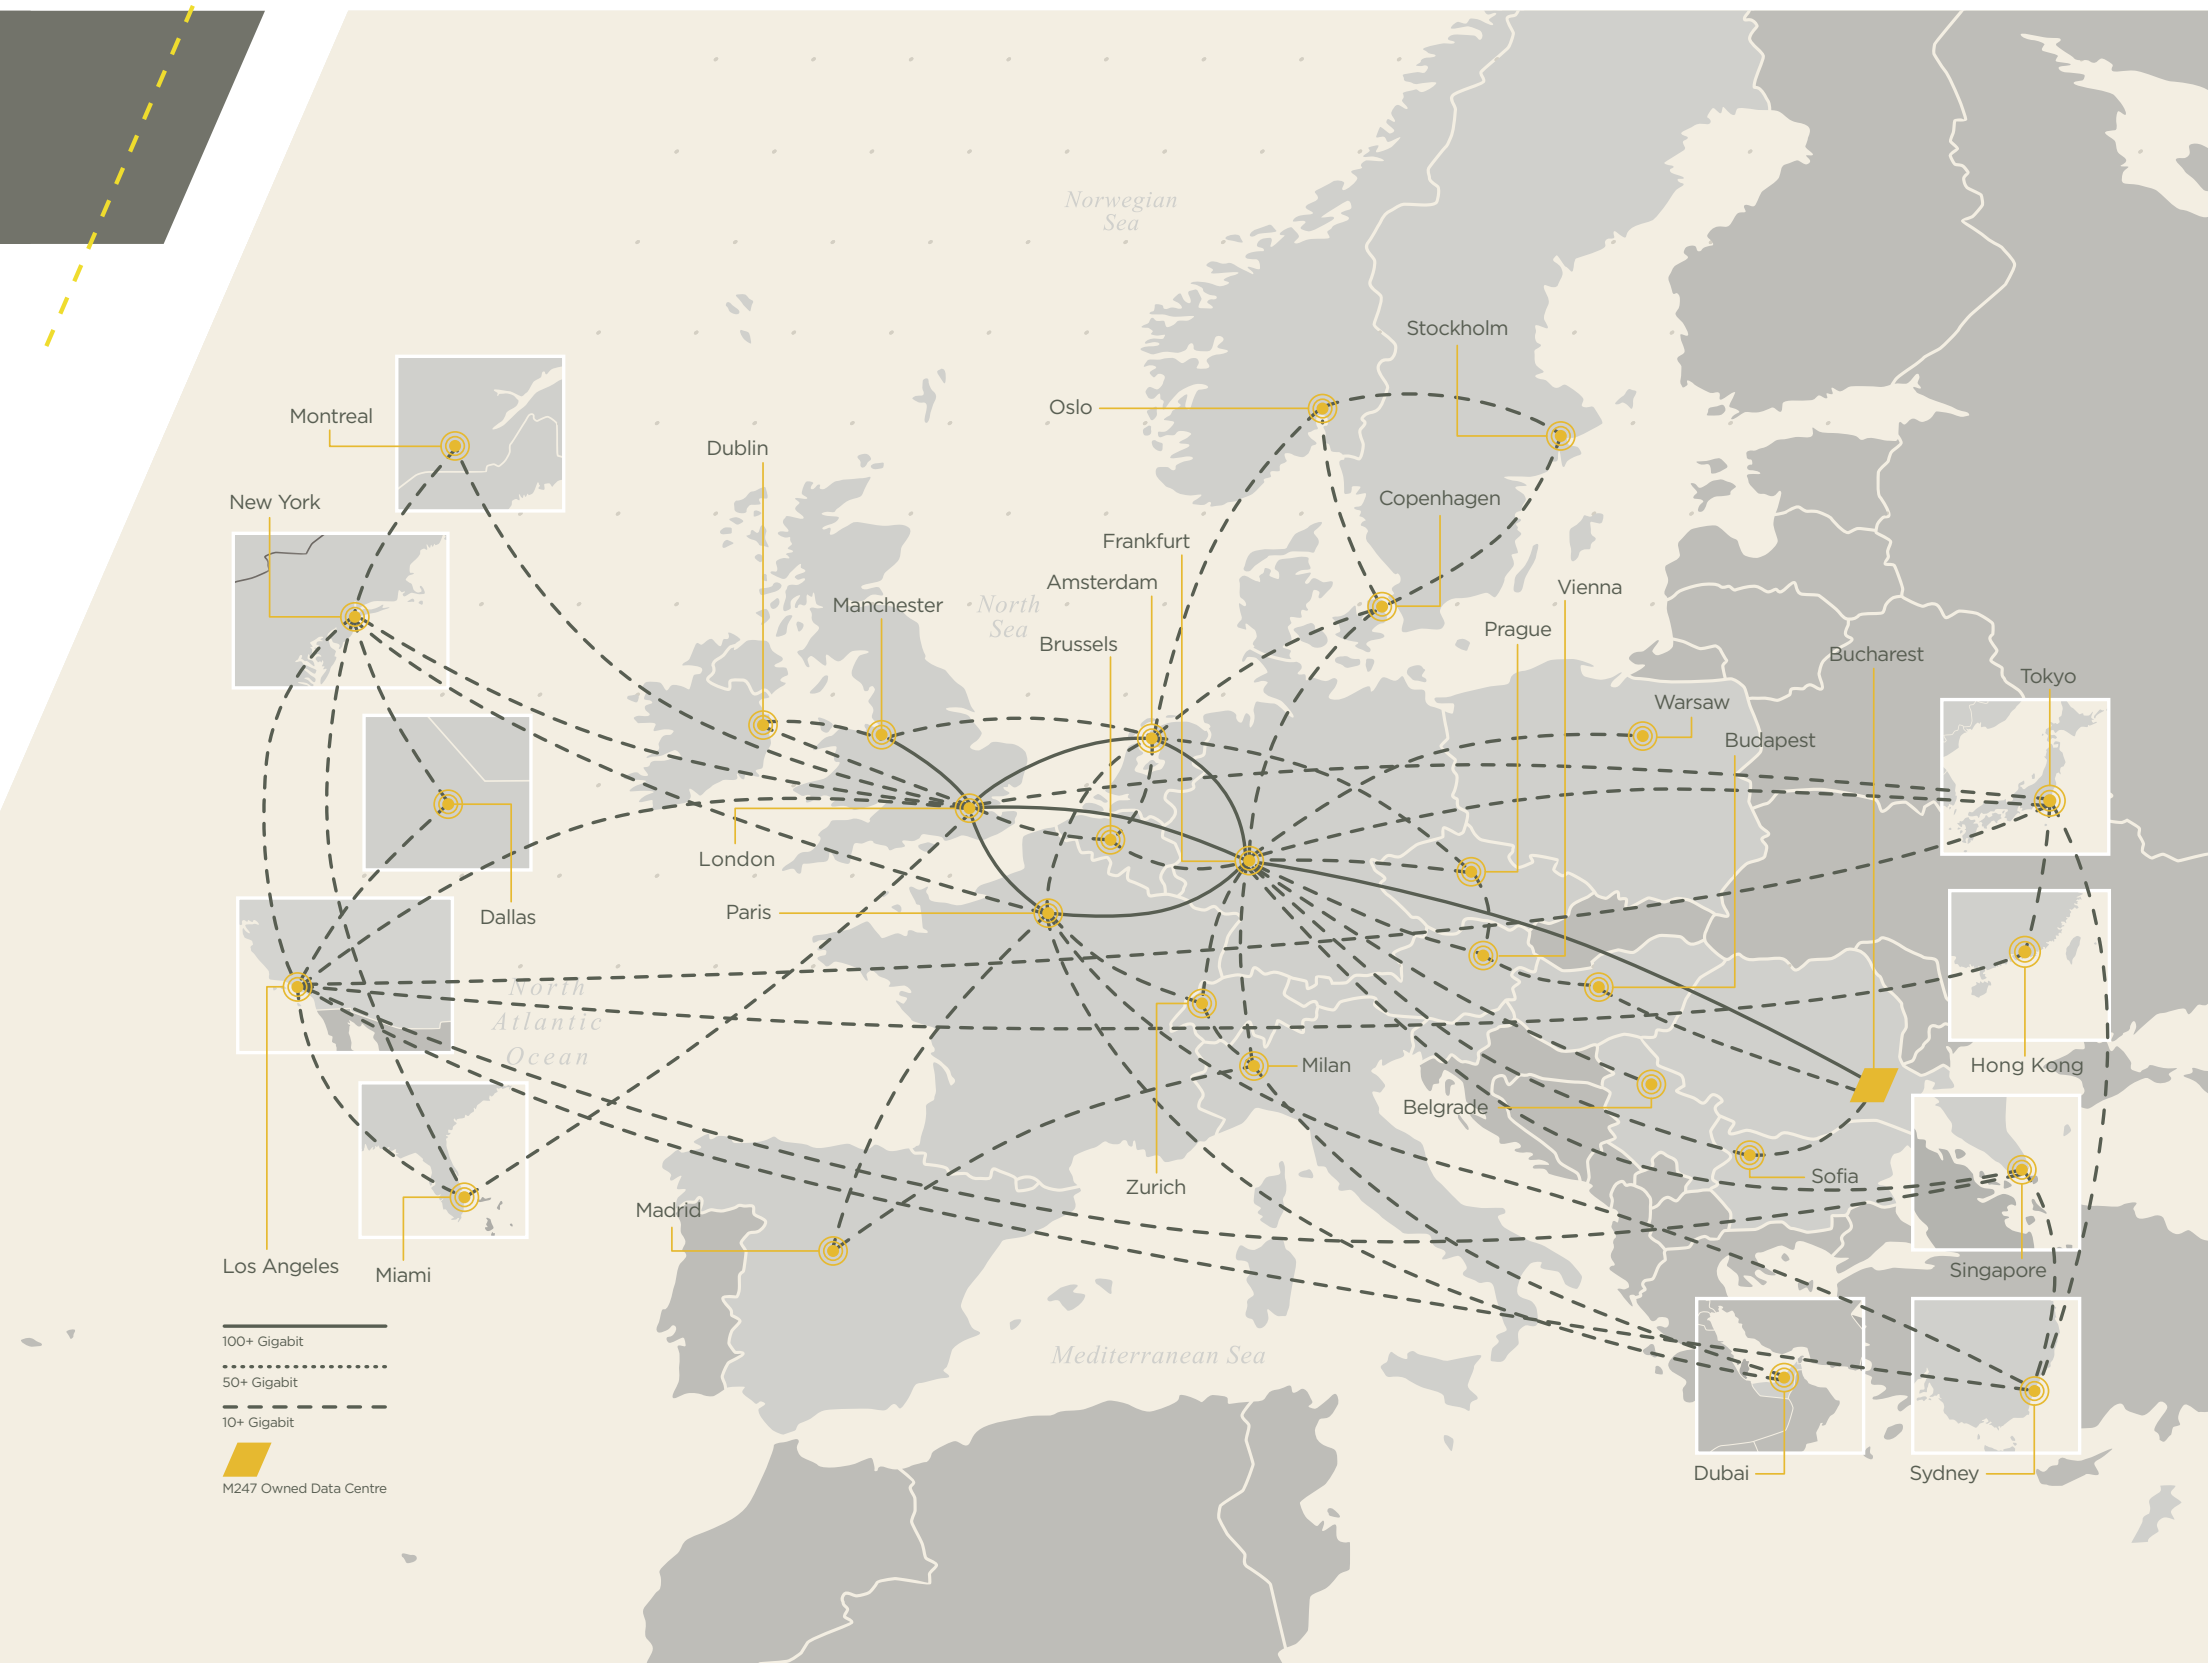 Norwegian
Sea
Stockholm
Oslo
Montreal
Dublin
New York
Copenhagen
Frankfurt
Amsterdam
Vienna
Manchester
North
Sea
Prague
Brussels
Bucharest
Tokyo
Warsaw
Budapest
London
Paris
Dallas
North
Atlantic
Ocean
Milan
Hong Kong
Belgrade
Sofia
Zurich
Madrid
Los Angeles
Miami
Singapore
Mediterranean Sea
100+ Gigabit
50+ Gigabit
10+ Gigabit
M247 Owned Data Centre
Dubai
Sydney